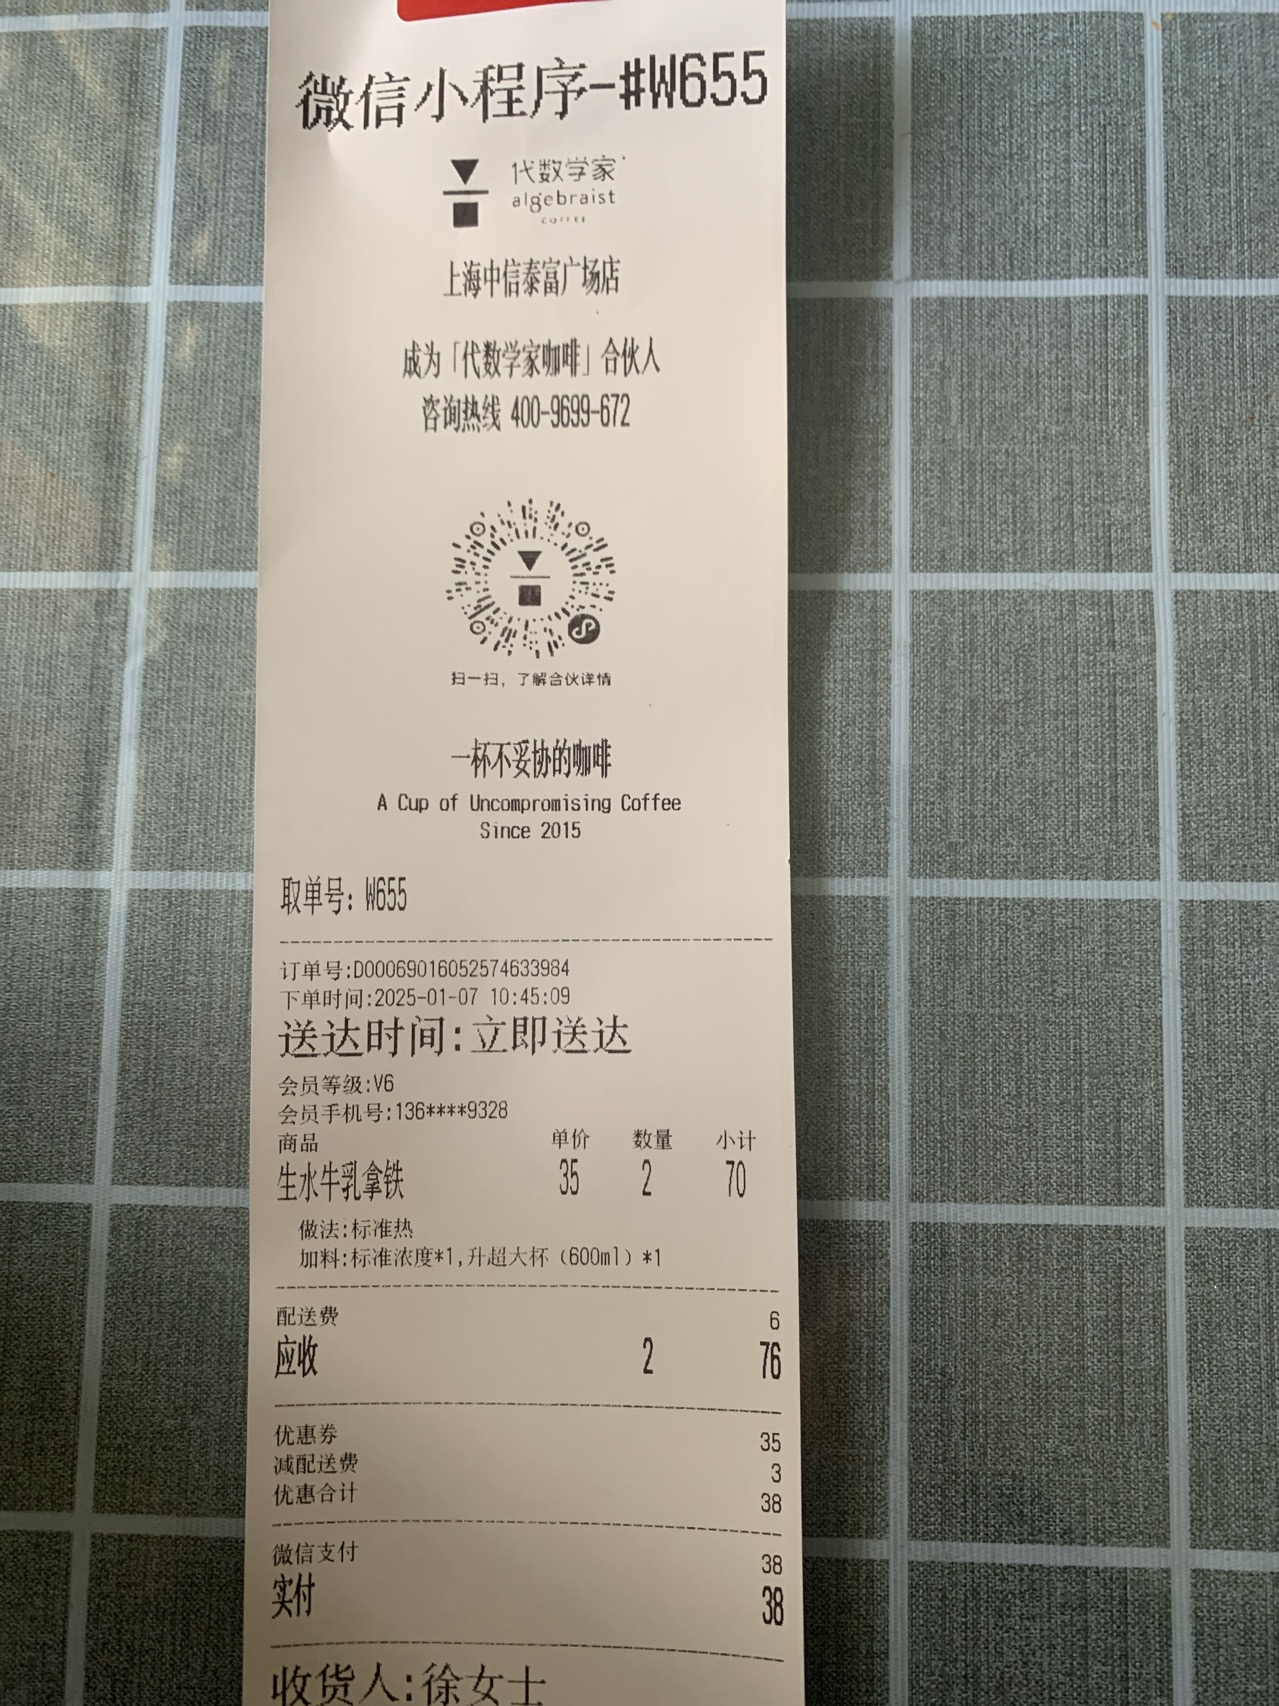 微信小程序-#W655
代数学家
algebraist
COFFEE
上海中信泰富广场店
成为「代数学家咖啡」合伙人
咨询热线 400-9699-672
扫一扫，了解合伙详情
一杯不妥协的咖啡
A Cup of Uncompromising Coffee
Since 2015
取单号：W655
订单号:D00069016052574633984
下单时间:2025-01-07 10:45:09
送达时间:立即送达
会员等级:V6
会员手机号:136****9328
商品 单价 数量 小计
生水牛乳拿铁 35 2 70
做法:标准热
加料:标准浓度*1,升超大杯（600ml）*1
配送费 6
应收 2 76
优惠券 35
减配送费 3
优惠合计 38
微信支付 38
实付 38
收货人:徐女士